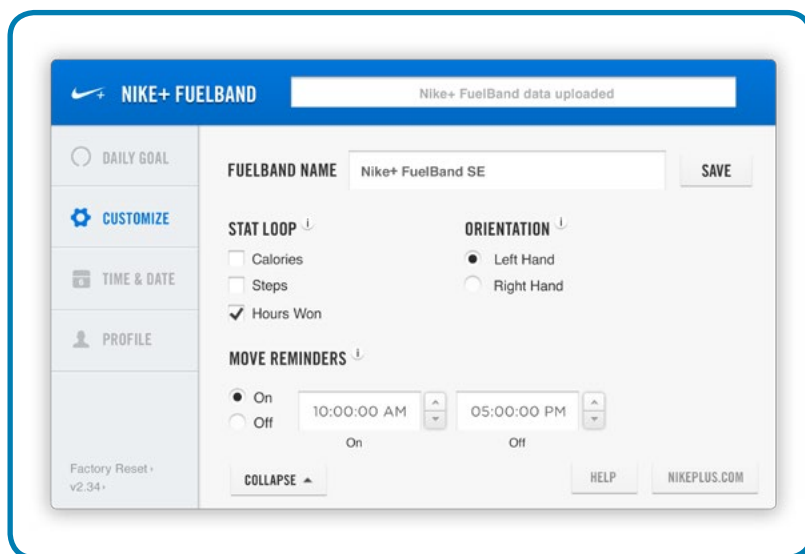 NIKE+ FUELBAND
Nike+ FuelBand data uploaded
DAILY GOAL
CUSTOMIZE
TIME & DATE
PROFILE
Factory Reset ›
v2.34 ›
FUELBAND NAME
Nike+ FuelBand SE
SAVE
STAT LOOP i
Calories
Steps
Hours Won
ORIENTATION i
Left Hand
Right Hand
MOVE REMINDERS i
On
Off
10:00:00 AM
On
05:00:00 PM
Off
COLLAPSE
HELP
NIKEPLUS.COM